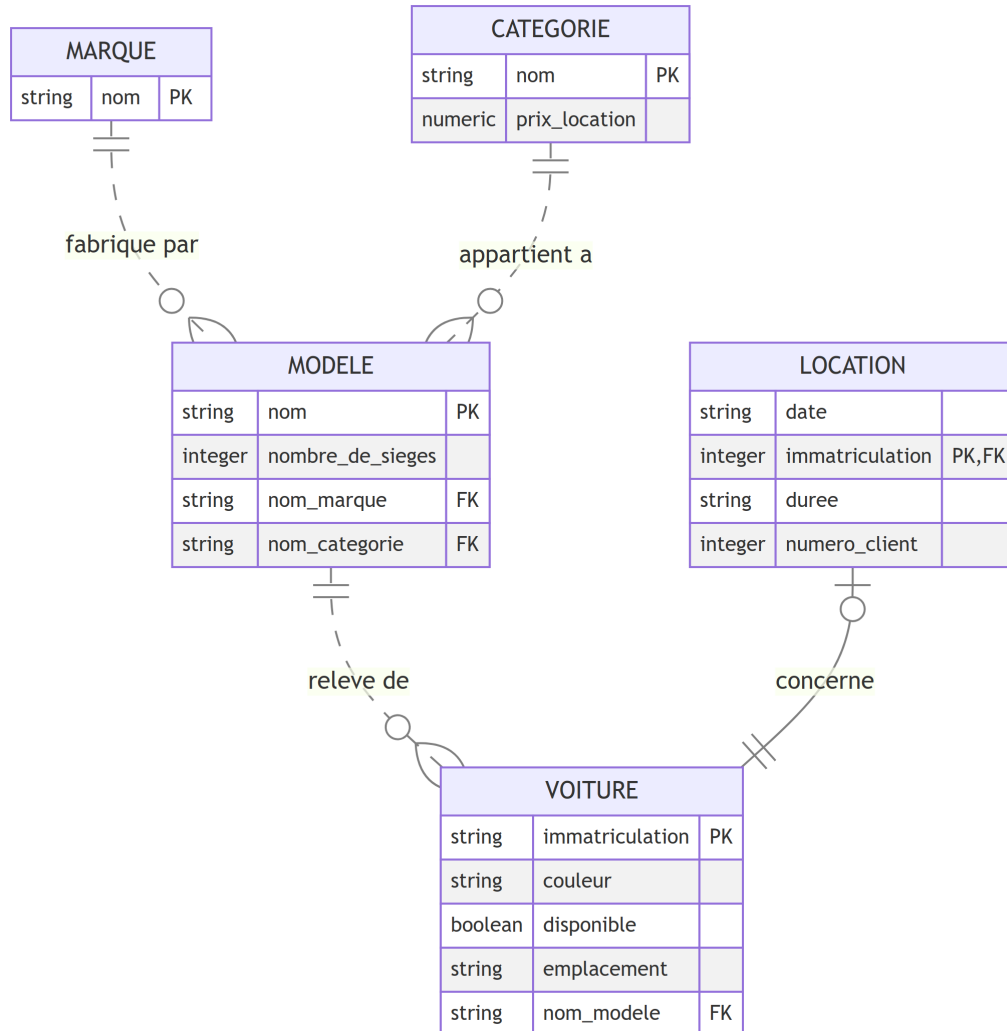 MARQUE
string nom PK
CATEGORIE
string nom PK
numeric prix_location
fabrique par
appartient a
MODELE
string nom PK
integer nombre_de_sieges
string nom_marque FK
string nom_categorie FK
LOCATION
string date
integer immatriculation PK,FK
string duree
integer numero_client
releve de
concerne
VOITURE
string immatriculation PK
string couleur
boolean disponible
string emplacement
string nom_modele FK